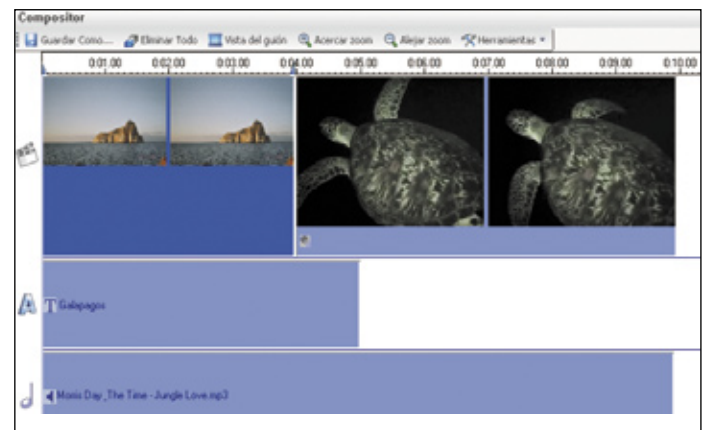 Compositor
Guardar Como... Eliminar Todo Vista del guión Acercar zoom Alejar zoom Herramientas
0:01.00 0:02.00 0:03.00 0:04.00 0:05.00 0:06.00 0:07.00 0:08.00 0:09.00 0:10.00
T Galapagos
Morris Day _The Time - Jungle Love.mp3